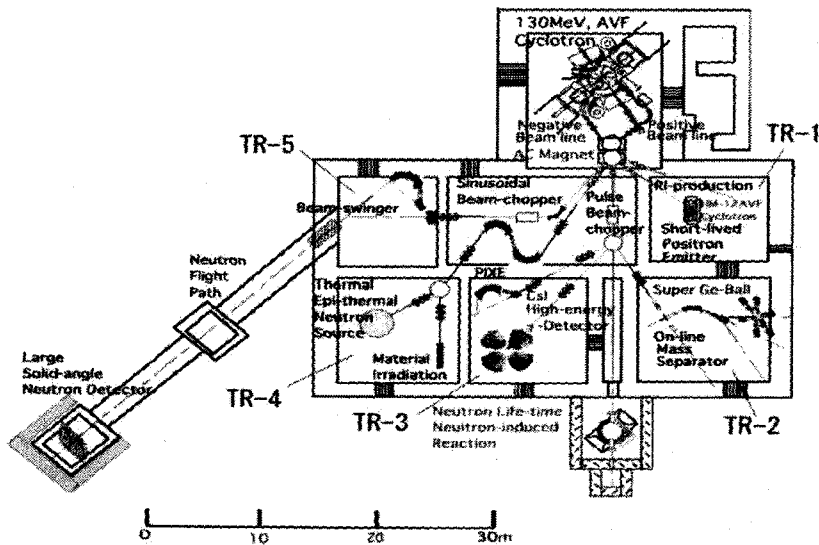 130MeV, AVF
Cyclotron
Negative
Beam line
Positive
Beam line
AC Magnet
TR-5
TR-1
Beam-swinger
Sinusoidal
Beam-chopper
Pulse
Beam-
chopper
RI-production
Cyclotron
Short-lived
Positron
Emitter
Neutron
Flight
Path
Thermal
Epi-thermal
Neutron
Source
Material
Irradiation
PIXE
CsI
High-energy
γ-Detector
Super Ge-Ball
On-line
Mass
Separator
Large
Solid-angle
Neutron Detector
TR-4
TR-3
Neutron Life-time
Neutron-induced
Reaction
TR-2
0
10
20
30m